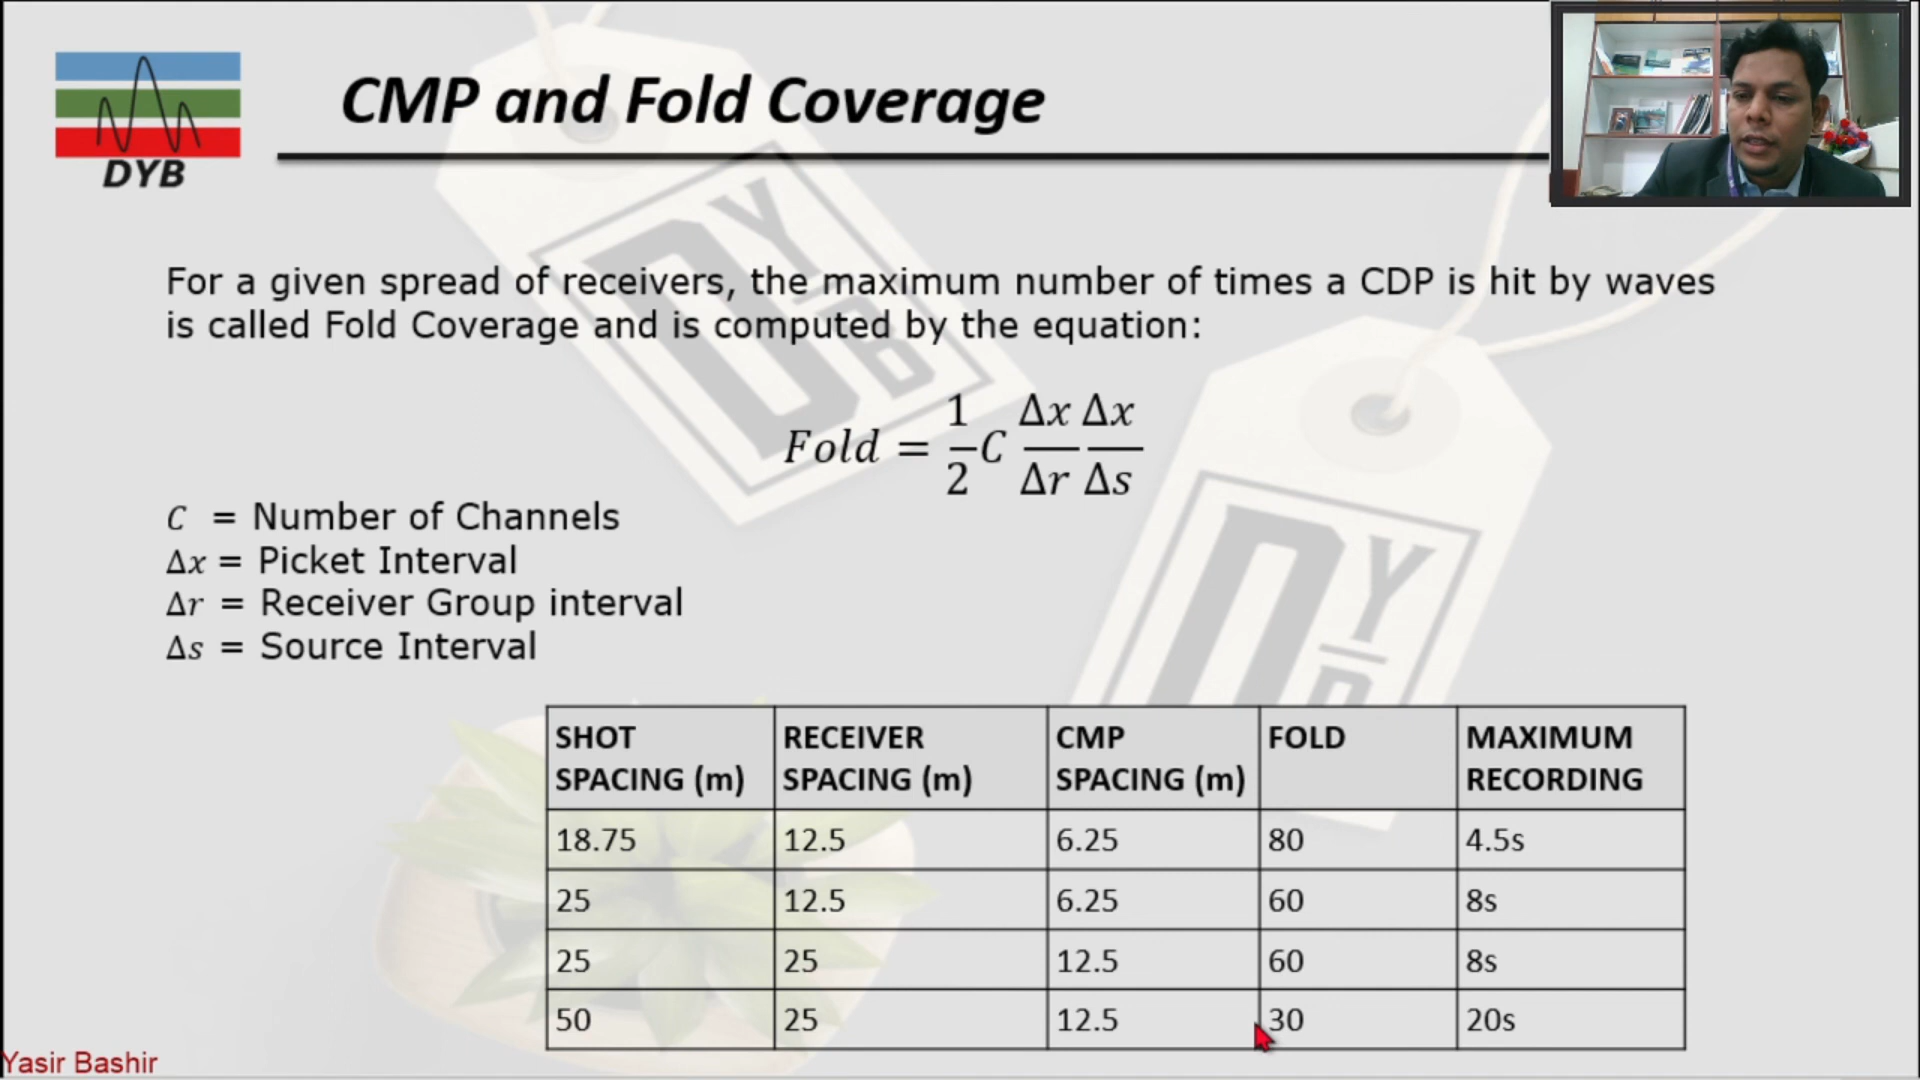 DYB
CMP and Fold Coverage
For a given spread of receivers, the maximum number of times a CDP is hit by waves
is called Fold Coverage and is computed by the equation:
Fold = 1/2 C Δx/Δr Δx/Δs
C = Number of Channels
Δx = Picket Interval
Δr = Receiver Group interval
Δs = Source Interval
SHOT SPACING (m) RECEIVER SPACING (m) CMP SPACING (m) FOLD MAXIMUM RECORDING
18.75 12.5 6.25 80 4.5s
25 12.5 6.25 60 8s
25 25 12.5 60 8s
50 25 12.5 30 20s
Yasir Bashir
DYB
DYB